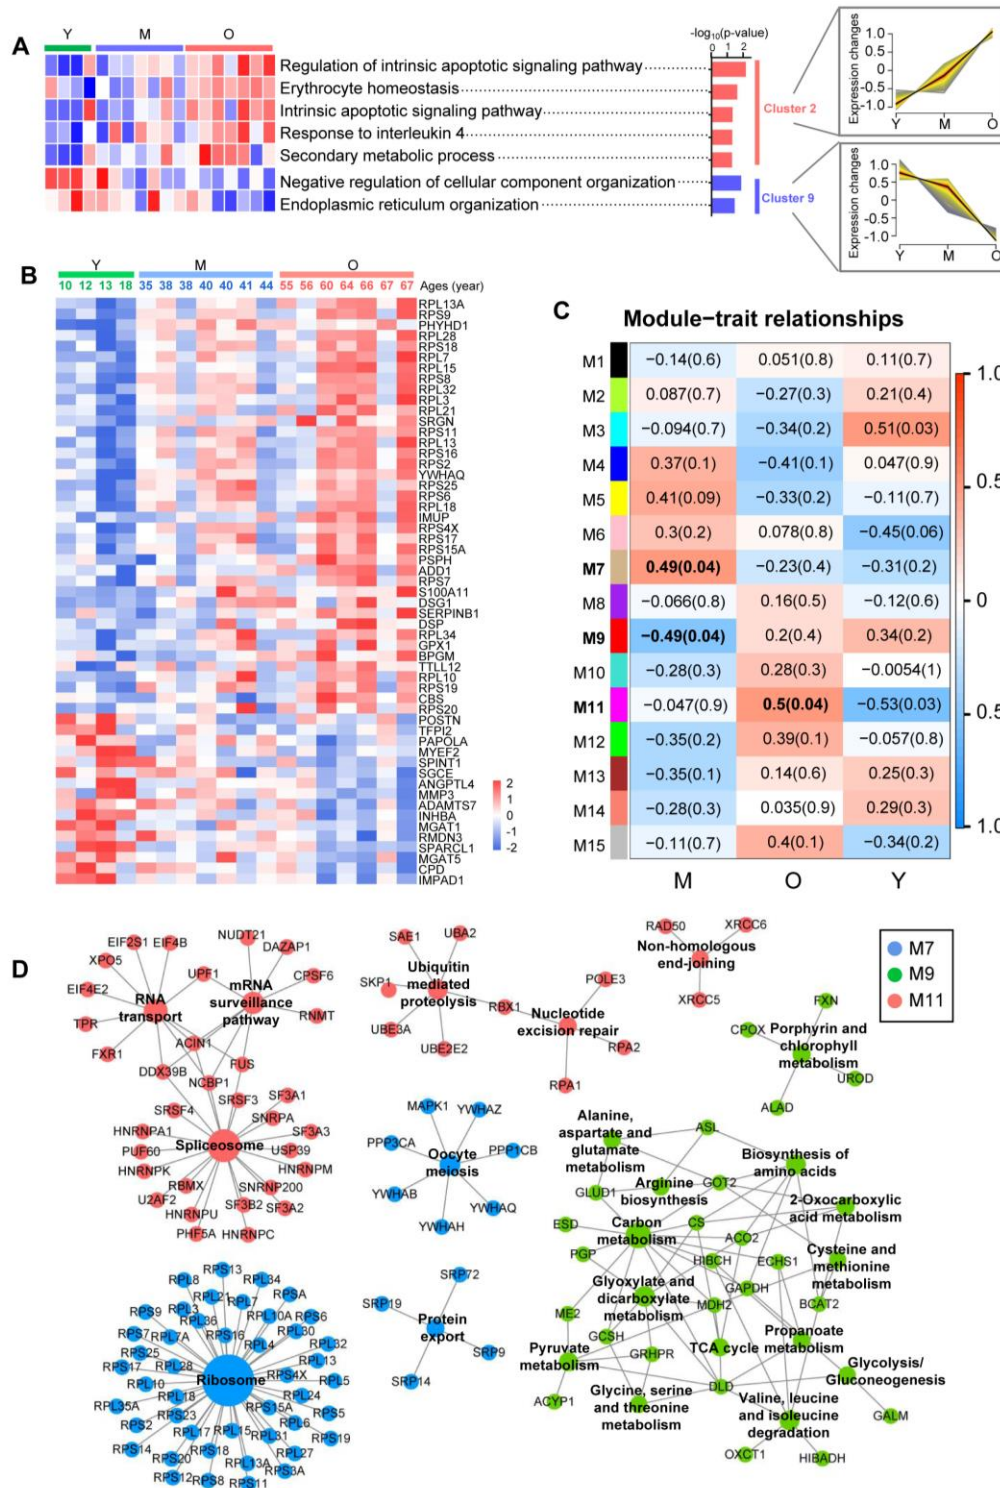 A
Y M O
-log10(p-value)
0 1 2
Regulation of intrinsic apoptotic signaling pathway
Erythrocyte homeostasis
Intrinsic apoptotic signaling pathway
Response to interleukin 4
Secondary metabolic process
Negative regulation of cellular component organization
Endoplasmic reticulum organization
Cluster 2
Cluster 9
Expression changes
1.0
0.5
0
-0.5
-1.0
Y M O
Expression changes
1.0
0.5
0
-0.5
-1.0
Y M O
B
Y M O
10 12 13 18 35 38 38 40 40 41 44 55 56 60 64 66 67 67 Ages (year)
RPL13A
RPS9
PHYHD1
RPL28
RPS18
RPL7
RPL15
RPS8
RPL32
RPL3
RPL21
SRGN
RPS11
RPL13
RPS16
RPS2
YWHAQ
RPS25
RPS6
RPL18
IMUP
RPS4X
RPS17
RPS15A
PSPH
ADD1
RPS7
S100A11
DSG1
SERPINB1
DSP
RPL34
GPX1
BPGM
TTLL12
RPL10
RPS19
CBS
RPS20
POSTN
TFPI2
PAPOLA
MYEF2
SPINT1
SGCE
ANGPTL4
MMP3
ADAMTS7
INHBA
MGAT1
RMDN3
SPARCL1
MGAT5
CPD
IMPAD1
2
1
0
-1
-2
C
Module-trait relationships
M1 −0.14(0.6) 0.051(0.8) 0.11(0.7)
M2 0.087(0.7) −0.27(0.3) 0.21(0.4)
M3 −0.094(0.7) −0.34(0.2) 0.51(0.03)
M4 0.37(0.1) −0.41(0.1) 0.047(0.9)
M5 0.41(0.09) −0.33(0.2) −0.11(0.7)
M6 0.3(0.2) 0.078(0.8) −0.45(0.06)
M7 0.49(0.04) −0.23(0.4) −0.31(0.2)
M8 −0.066(0.8) 0.16(0.5) −0.12(0.6)
M9 −0.49(0.04) 0.2(0.4) 0.34(0.2)
M10 −0.28(0.3) 0.28(0.3) −0.0054(1)
M11 −0.047(0.9) 0.5(0.04) −0.53(0.03)
M12 −0.35(0.2) 0.39(0.1) −0.057(0.8)
M13 −0.35(0.1) 0.14(0.6) 0.25(0.3)
M14 −0.28(0.3) 0.035(0.9) 0.29(0.3)
M15 −0.11(0.7) 0.4(0.1) −0.34(0.2)
M O Y
1.0
0.5
0
0.5
1.0
D
EIF2S1 EIF4B
NUDT21
DAZAP1
XPO5
UPF1
CPSF6
EIF4E2
RNA
transport
mRNA
surveillance
pathway
TPR
RNMT
FXR1
ACIN1
DDX39B
FUS
NCBP1
SRSF3
SF3A1
SRSF4
SNRPA
HNRNPA1
SF3A3
PUF60
Spliceosome
USP39
HNRNPK
HNRNPM
RBMX
SNRNP200
U2AF2
SF3B2
SF3A2
HNRNPU
PHF5A
HNRNPC
SAE1
UBA2
SKP1
Ubiquitin
mediated
proteolysis
RBX1
UBE3A
UBE2E2
POLE3
Nucleotide
excision repair
RPA2
RPA1
RAD50
XRCC6
Non-homologous
end-joining
XRCC5
M7
M9
M11
FXN
CPOX
Porphyrin and
chlorophyll
metabolism
UROD
ALAD
MAPK1
YWHAZ
PPP3CA
PPP1CB
Oocyte
meiosis
YWHAB
YWHAQ
YWHAH
SRP72
SRP19
Protein
export
SRP9
SRP14
RPS13
RPL8
RPL34
RPL21
RPSA
RPS9
RPL3
RPL7
RPL36
RPL10A
RPS6
RPS7
RPL7A
RPS16
RPL30
RPS25
RPL4
RPL32
RPS17
RPL28
RPL13
RPL10
Ribosome
RPS4X
RPL5
RPL18
RPL24
RPL35A
RPS15A
RPS23
RPS5
RPS2
RPL6
RPL17
RPL15
RPL31
RPS19
RPS14
RPS18
RPL27
RPS20
RPL13A
RPS12
RPS8
RPS11
RPS3A
Alanine,
aspartate and
glutamate
metabolism
ASL
Biosynthesis of
amino acids
GLUD1
Arginine
biosynthesis
GOT2
2-Oxocarboxylic
acid metabolism
ESD
Carbon
metabolism
CS
ACO2
PGP
HIBCH
ECHS1
Cysteine and
methionine
metabolism
Glyoxylate and
dicarboxylate
metabolism
GAPDH
ME2
MDH2
BCAT2
GCSH
Pyruvate
metabolism
GRHPR
TCA cycle
Propanoate
metabolism
DLD
Glycolysis/
Gluconeogenesis
ACYP1
Glycine, serine
and threonine
metabolism
Valine, leucine
and isoleucine
degradation
GALM
OXCT1
HIBADH